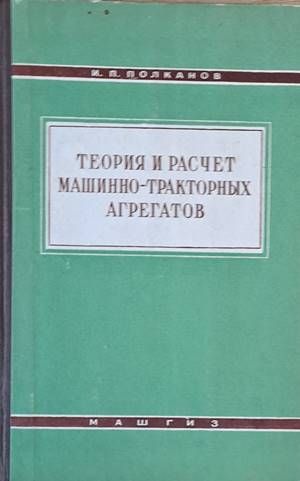 И. П. ПОЛКАНОВ
ТЕОРИЯ И РАСЧЕТ
МАШИННО-ТРАКТОРНЫХ
АГРЕГАТОВ
МАШГИЗ